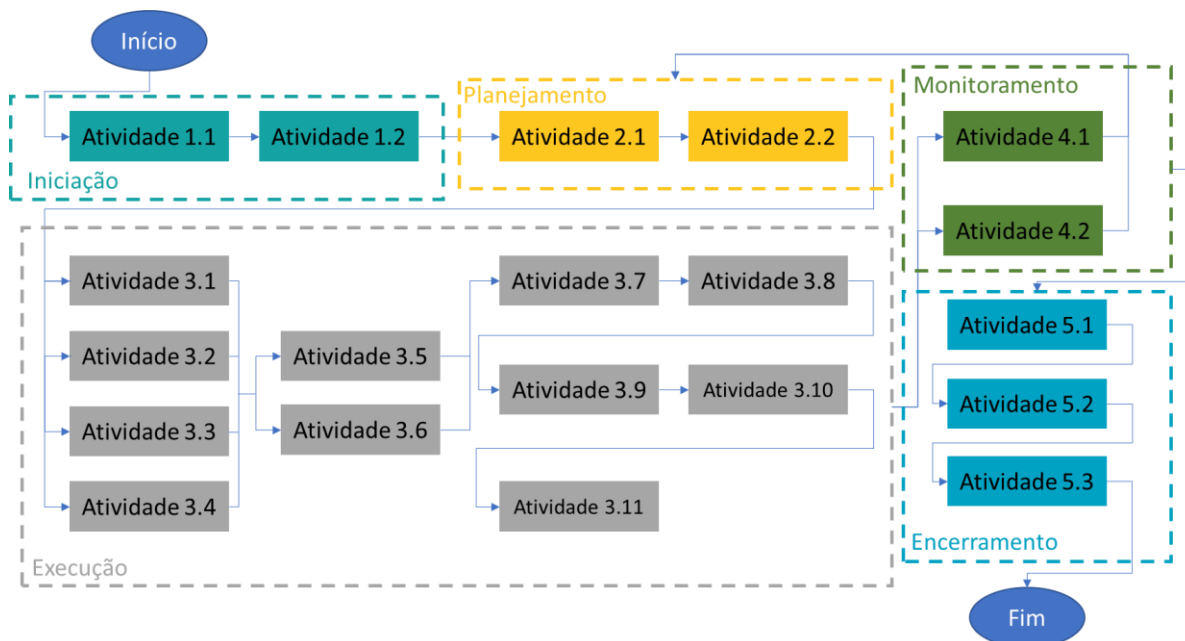 Início
Iniciação
Atividade 1.1
Atividade 1.2
Planejamento
Atividade 2.1
Atividade 2.2
Execução
Atividade 3.1
Atividade 3.2
Atividade 3.3
Atividade 3.4
Atividade 3.5
Atividade 3.6
Atividade 3.7
Atividade 3.8
Atividade 3.9
Atividade 3.10
Atividade 3.11
Monitoramento
Atividade 4.1
Atividade 4.2
Atividade 5.1
Atividade 5.2
Atividade 5.3
Encerramento
Fim